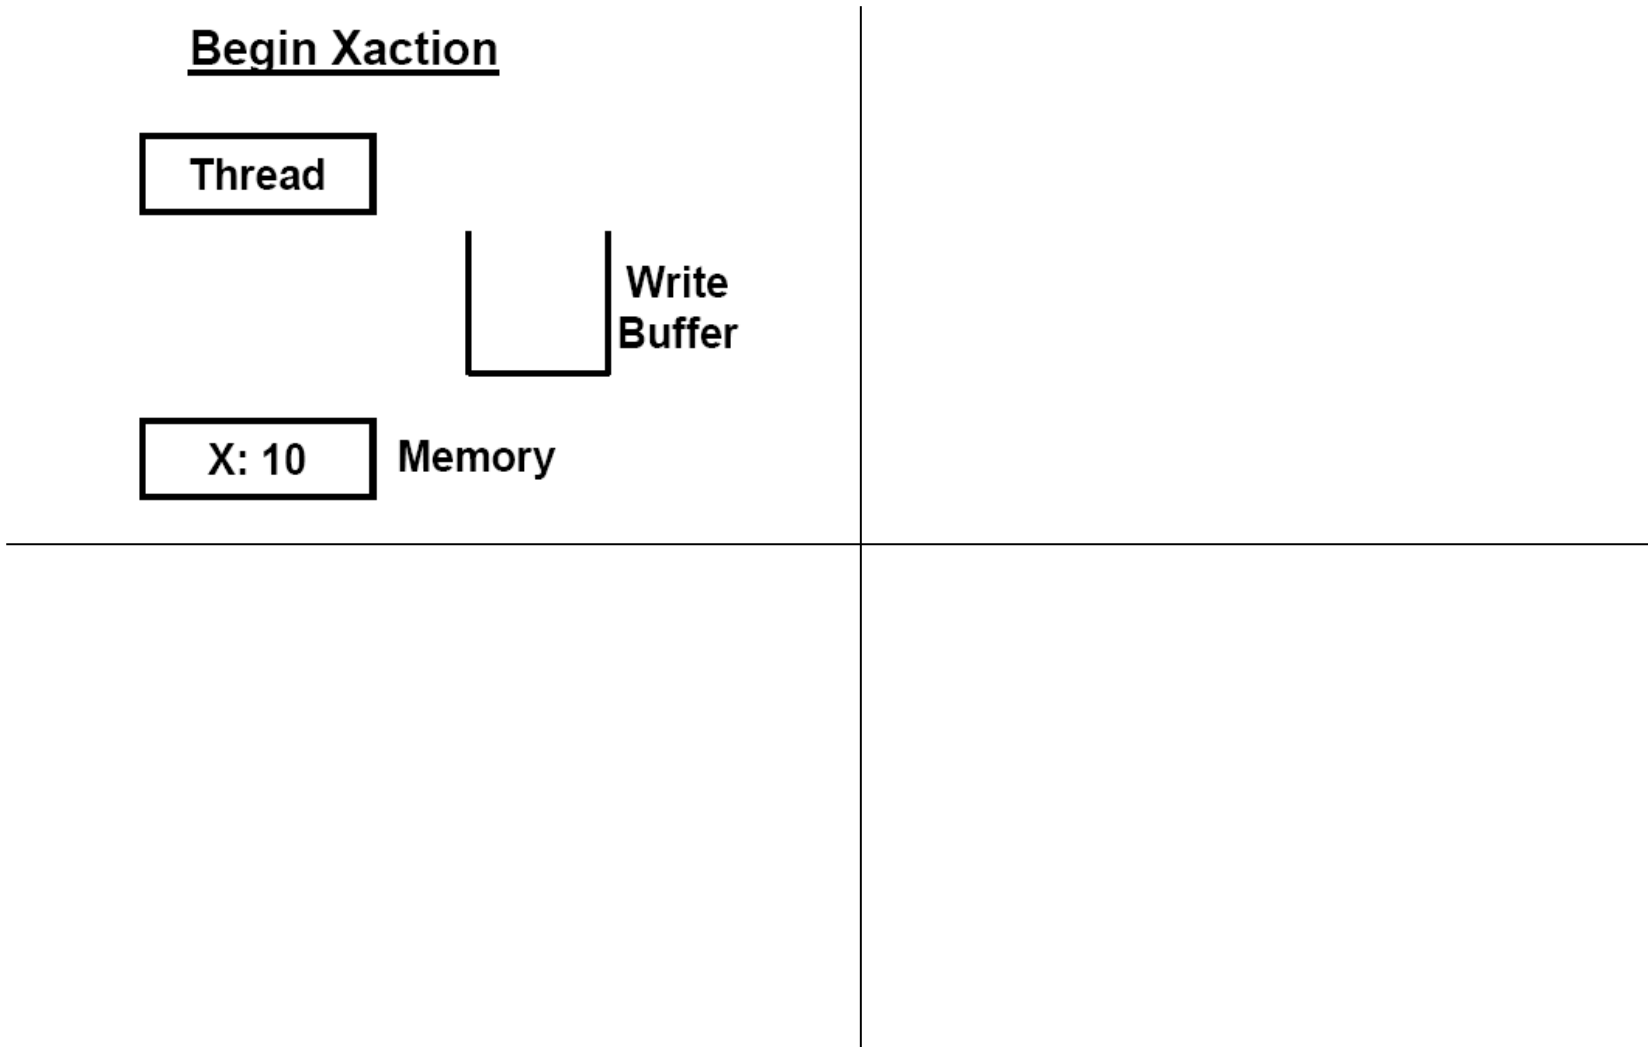 Begin Xaction
Thread
Write
Buffer
X: 10
Memory